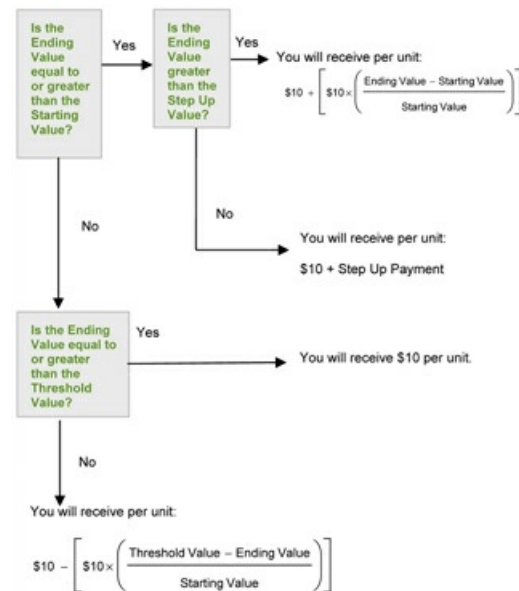 Is the
Ending
Value
equal to
or greater
than the
Starting
Value?
Yes
Is the
Ending
Value
greater
than the
Step Up
Value?
Yes
You will receive per unit:
$10 + [ $10 × ( Ending Value – Starting Value
Starting Value ) ]
No
No
You will receive per unit:
$10 + Step Up Payment
Is the Ending
Value equal to
or greater
than the
Threshold
Value?
Yes
You will receive $10 per unit.
No
You will receive per unit:
$10 – [ $10 × ( Threshold Value – Ending Value
Starting Value ) ]